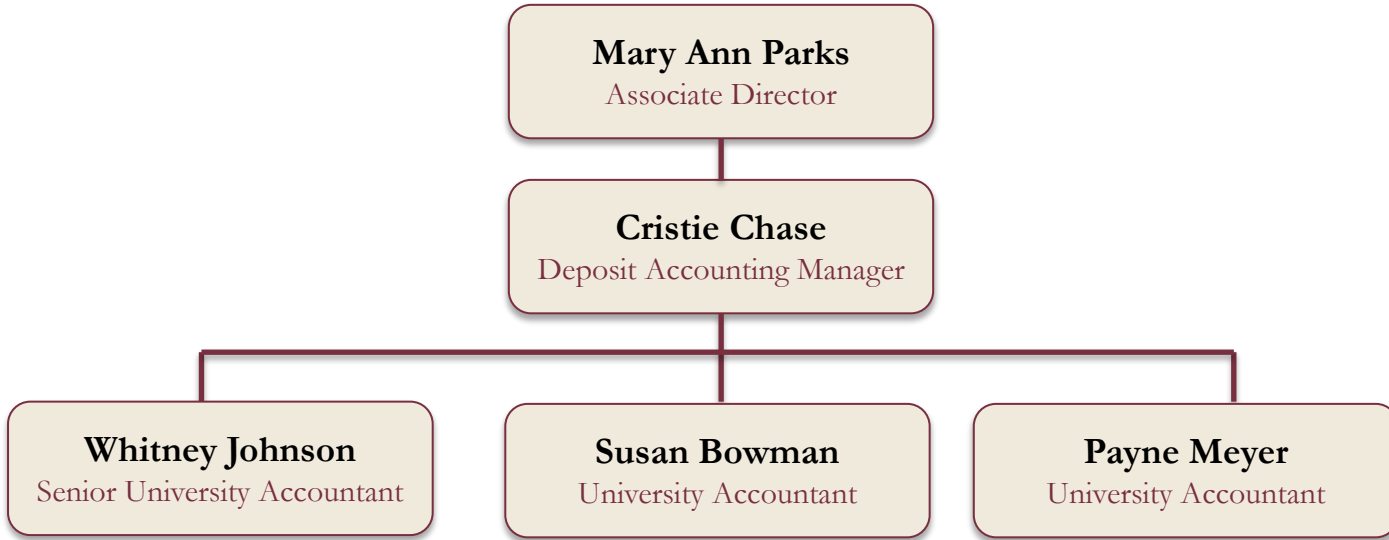 Mary Ann Parks
Associate Director
Cristie Chase
Deposit Accounting Manager
Whitney Johnson
Senior University Accountant
Susan Bowman
University Accountant
Payne Meyer
University Accountant